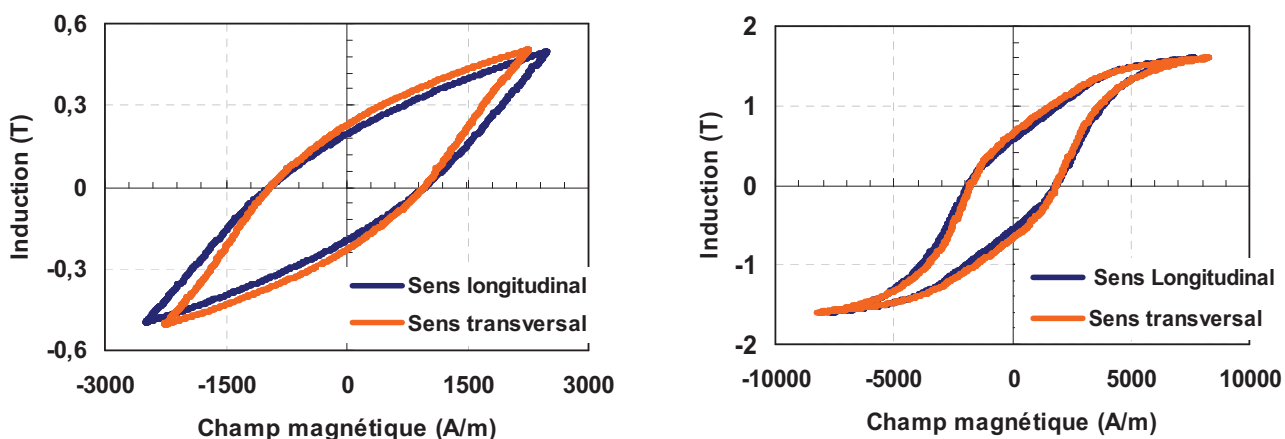 0,6
0,3
0
-0,3
-0,6
Induction (T)
-3000
-1500
0
1500
3000
Champ magnétique (A/m)
Sens longitudinal
Sens transversal
2
1
0
-1
-2
Induction (T)
-10000
-5000
0
5000
10000
Champ magnétique (A/m)
Sens Longitudinal
Sens transversal